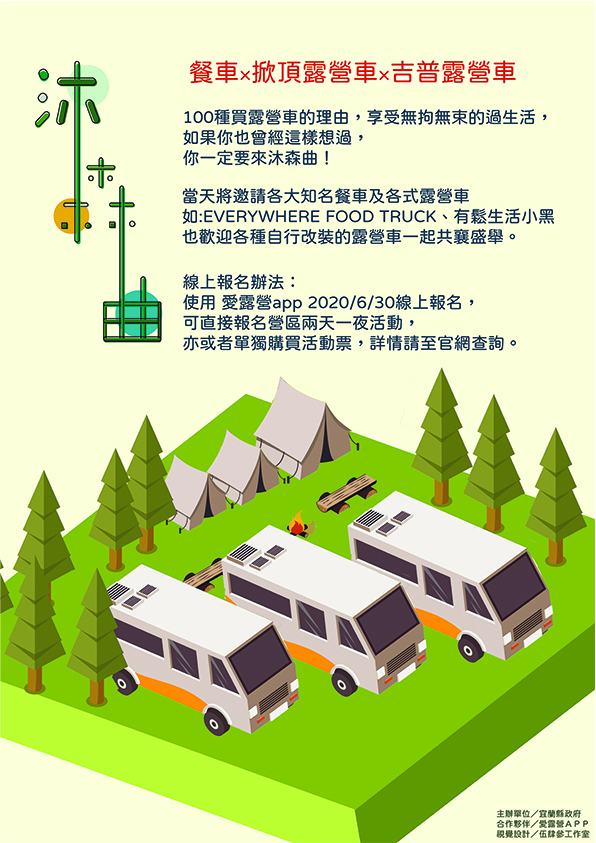 沐森曲
餐車×掀頂露營車×吉普露營車
100種買露營車的理由，享受無拘無束的過生活，
如果你也曾經這樣想過，
你一定要來沐森曲！
當天將邀請各大知名餐車及各式露營車
如:EVERYWHERE FOOD TRUCK、有鬆生活小黑
也歡迎各種自行改裝的露營車一起共襄盛舉。
線上報名辦法：
使用 愛露營app 2020/6/30線上報名，
可直接報名營區兩天一夜活動，
亦或者單獨購買活動票，詳情請至官網查詢。
主辦單位／宜蘭縣政府
合作夥伴／愛露營APP
視覺設計／伍肆參工作室